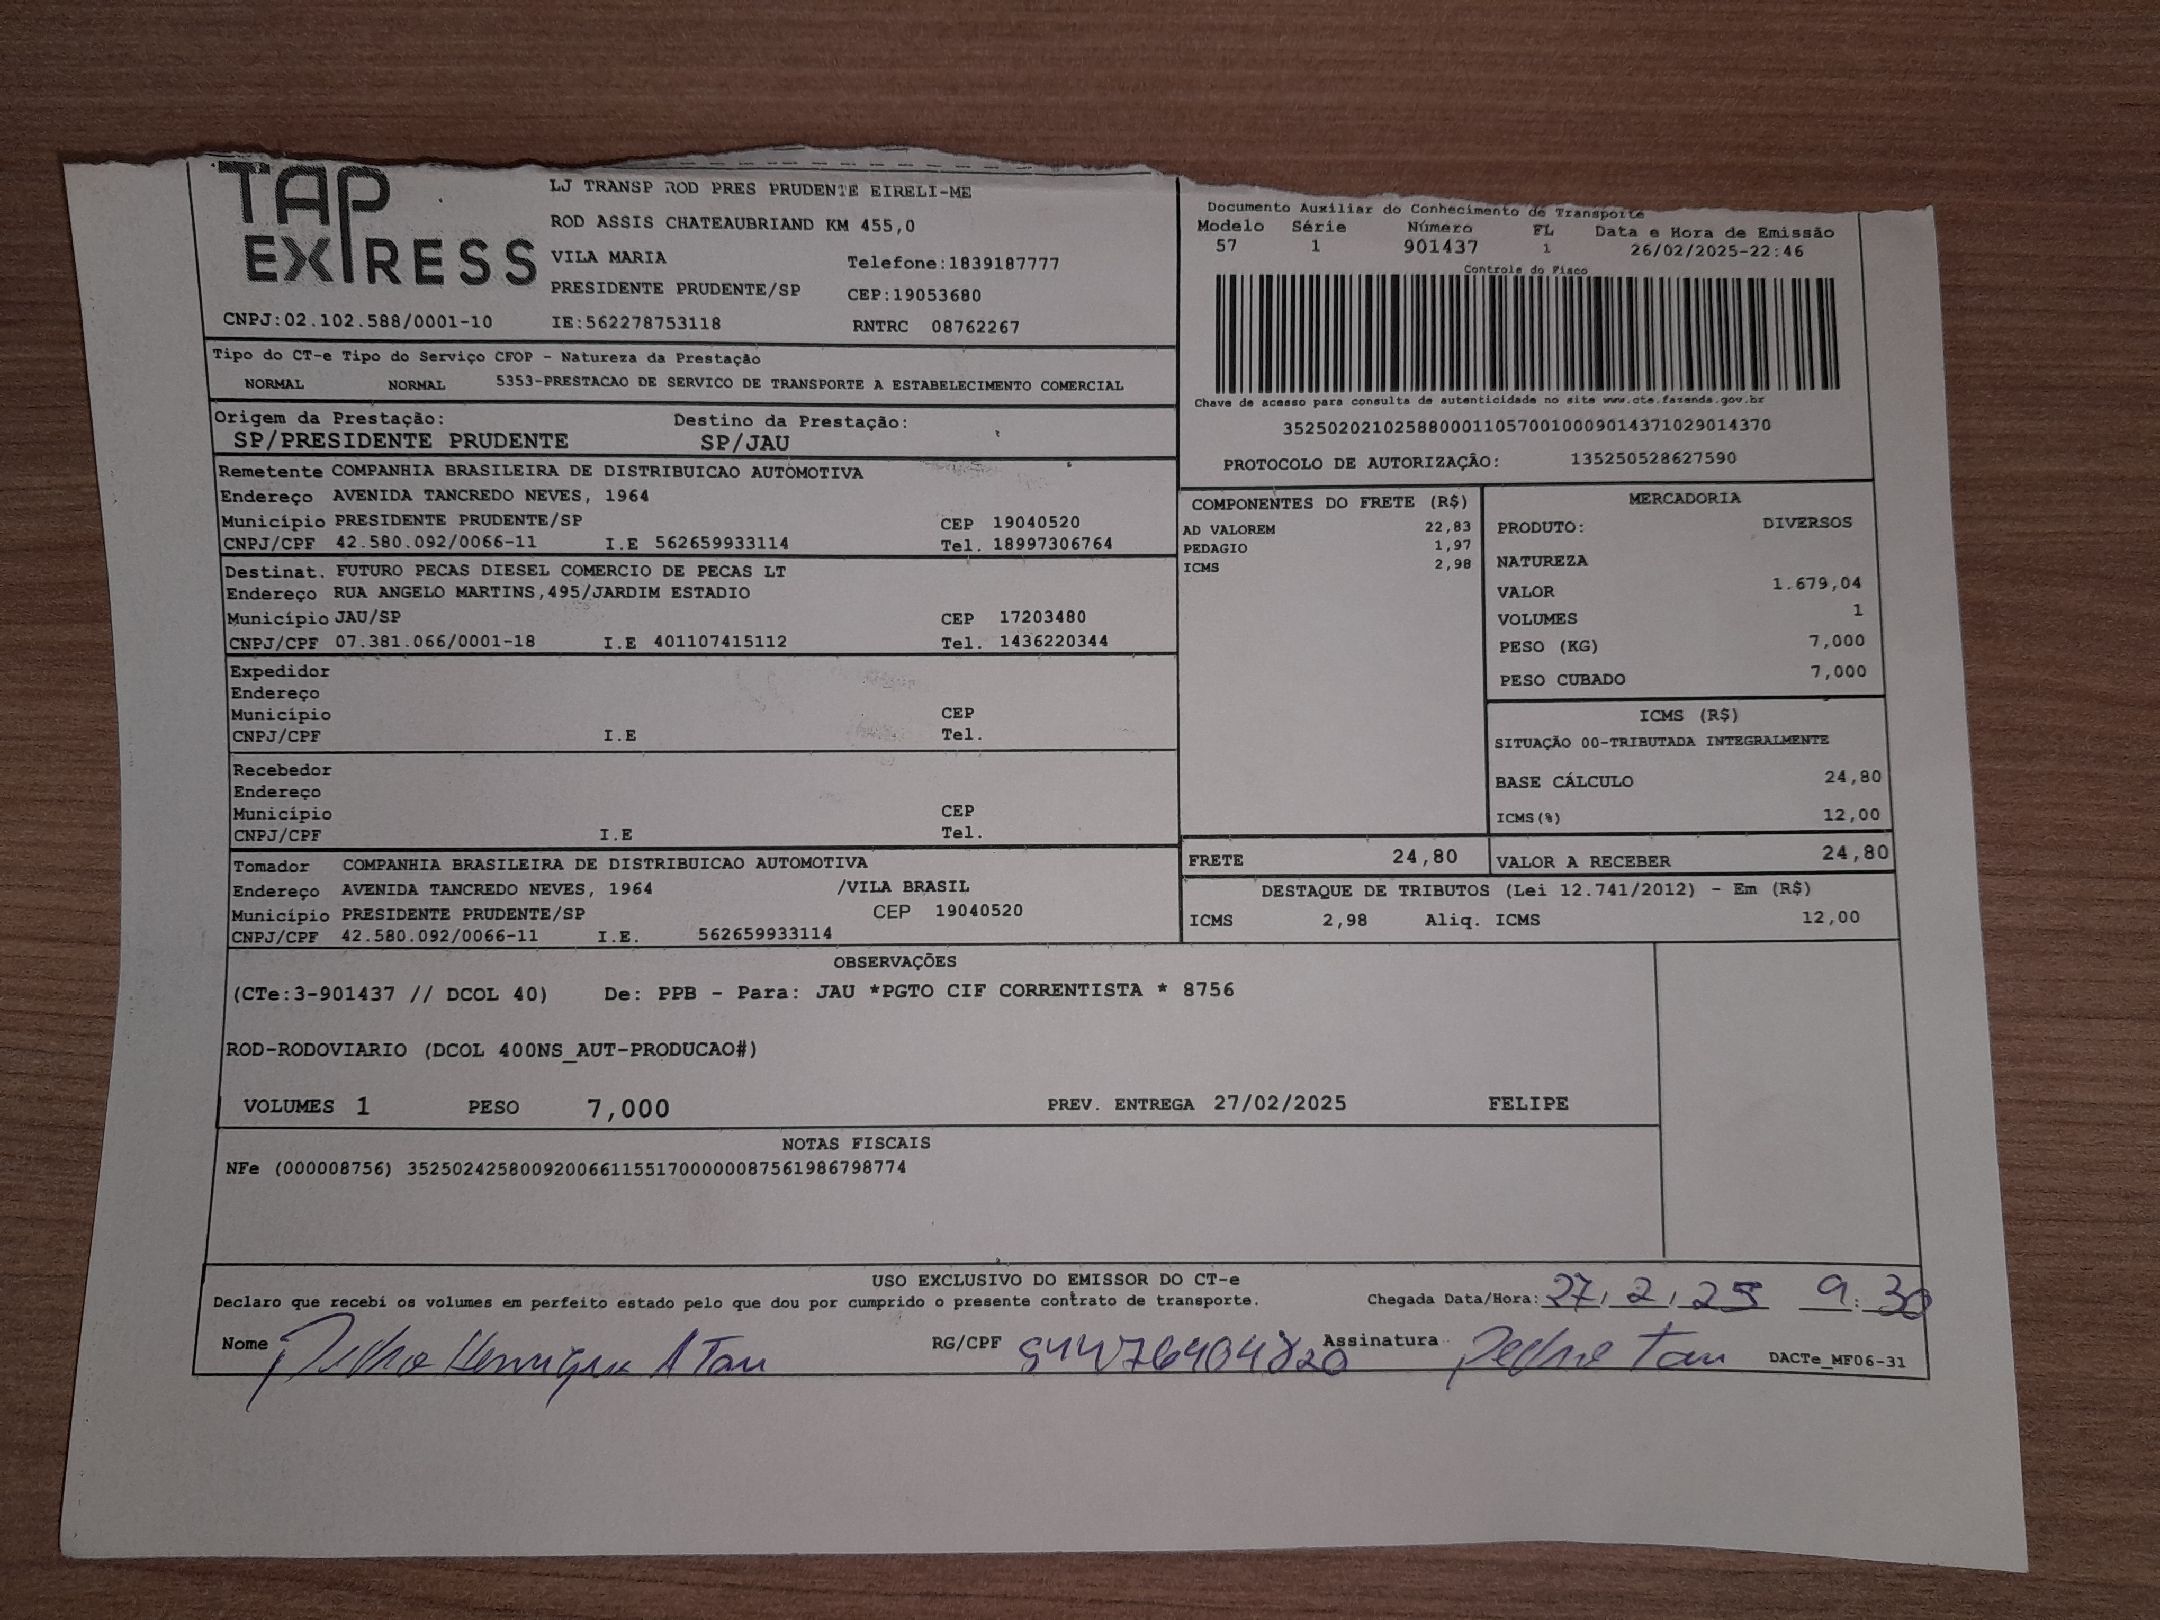 TAP
EXPRESS
CNPJ:02.102.588/0001-10
LJ TRANSP ROD PRES PRUDENTE EIRELI-ME
ROD ASSIS CHATEAUBRIAND KM 455,0
VILA MARIA Telefone:1839187777
PRESIDENTE PRUDENTE/SP CEP:19053680
IE:562278753118 RNTRC 08762267
Documento Auxiliar do Conhecimento de Transporte
Modelo Série Número FL Data e Hora de Emissão
57 1 901437 1 26/02/2025-22:46
Controle do Fisco
Chave de acesso para consulta de autenticidade no site www.cte.fazenda.gov.br
35250202102588000110570010009014371029014370
PROTOCOLO DE AUTORIZAÇÃO: 135250528627590
Tipo do CT-e Tipo do Serviço CFOP - Natureza da Prestação
NORMAL NORMAL 5353-PRESTACAO DE SERVICO DE TRANSPORTE A ESTABELECIMENTO COMERCIAL
Origem da Prestação: Destino da Prestação:
SP/PRESIDENTE PRUDENTE SP/JAU
Remetente COMPANHIA BRASILEIRA DE DISTRIBUICAO AUTOMOTIVA
Endereço AVENIDA TANCREDO NEVES, 1964
Município PRESIDENTE PRUDENTE/SP CEP 19040520
CNPJ/CPF 42.580.092/0066-11 I.E 562659933114 Tel. 18997306764
Destinat. FUTURO PECAS DIESEL COMERCIO DE PECAS LT
Endereço RUA ANGELO MARTINS,495/JARDIM ESTADIO
Município JAU/SP CEP 17203480
CNPJ/CPF 07.381.066/0001-18 I.E 401107415112 Tel. 1436220344
Expedidor
Endereço
Município CEP
CNPJ/CPF I.E Tel.
Recebedor
Endereço
Município CEP
CNPJ/CPF I.E Tel.
Tomador COMPANHIA BRASILEIRA DE DISTRIBUICAO AUTOMOTIVA
Endereço AVENIDA TANCREDO NEVES, 1964 /VILA BRASIL
Município PRESIDENTE PRUDENTE/SP CEP 19040520
CNPJ/CPF 42.580.092/0066-11 I.E. 562659933114
COMPONENTES DO FRETE (R$)
AD VALOREM 22,83
PEDAGIO 1,97
ICMS 2,98
MERCADORIA
PRODUTO: DIVERSOS
NATUREZA
VALOR 1.679,04
VOLUMES 1
PESO (KG) 7,000
PESO CUBADO 7,000
ICMS (R$)
SITUAÇÃO 00-TRIBUTADA INTEGRALMENTE
BASE CÁLCULO 24,80
ICMS(%) 12,00
FRETE 24,80 VALOR A RECEBER 24,80
DESTAQUE DE TRIBUTOS (Lei 12.741/2012) - Em (R$)
ICMS 2,98 Aliq. ICMS 12,00
OBSERVAÇÕES
(CTe:3-901437 // DCOL 40) De: PPB - Para: JAU *PGTO CIF CORRENTISTA * 8756
ROD-RODOVIARIO (DCOL 400NS_AUT-PRODUCAO#)
VOLUMES 1 PESO 7,000 PREV. ENTREGA 27/02/2025 FELIPE
NOTAS FISCAIS
NFe (000008756) 35250242580092006611551700000087561986798774
USO EXCLUSIVO DO EMISSOR DO CT-e
Declaro que recebi os volumes em perfeito estado pelo que dou por cumprido o presente contrato de transporte. Chegada Data/Hora: 27,2,25 9:30
Nome Henrique A Tau RG/CPF Assinatura Tau DACTe_MF06-31